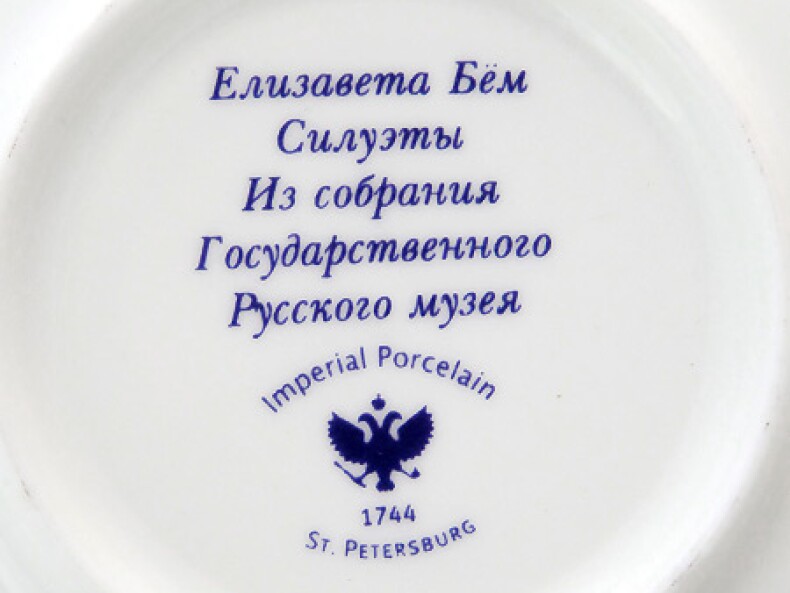 Елизавета Бём
Силуэты
Из собрания
Государственного
Русского музея
Imperial Porcelain
1744
St. Petersburg